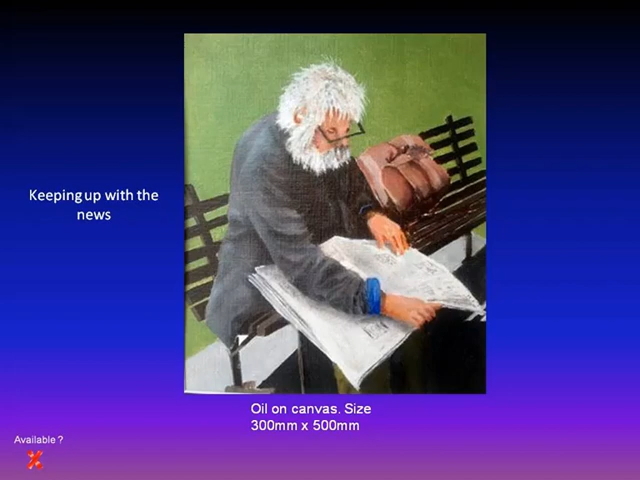 Keeping up with the
news
Oil on canvas. Size
300mm x 500mm
Available ?